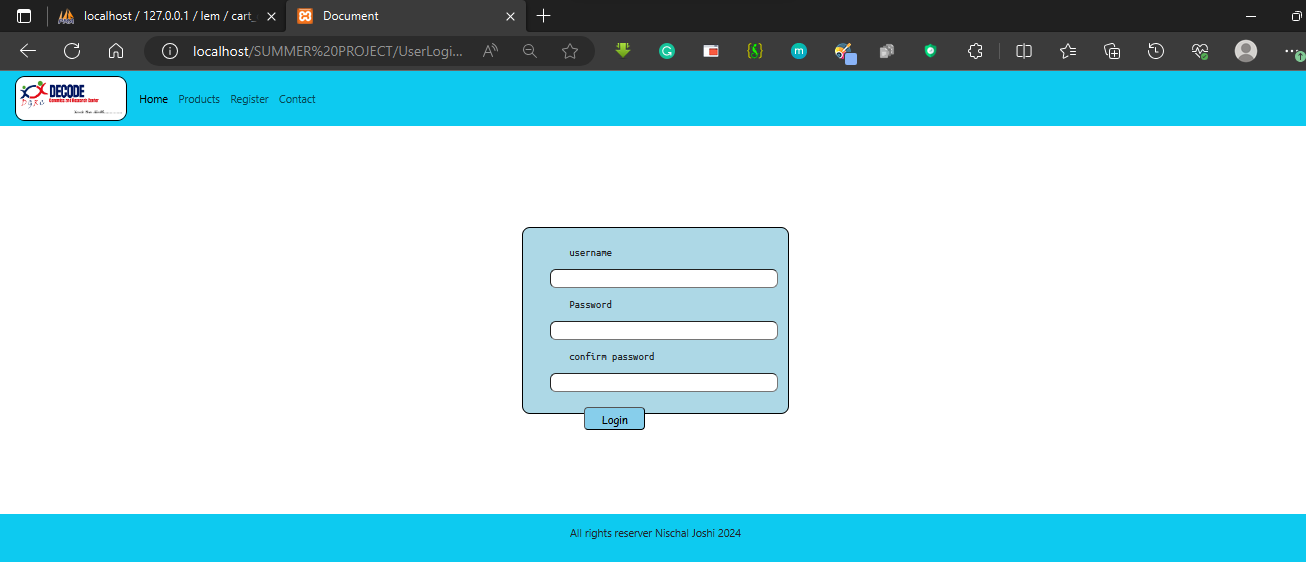 localhost / 127.0.0.1 / lem / cart_
Document
localhost/SUMMER%20PROJECT/UserLogi...
DECODE
Home Products Register Contact
username
Password
confirm password
Login
All rights reserver Nischal Joshi 2024